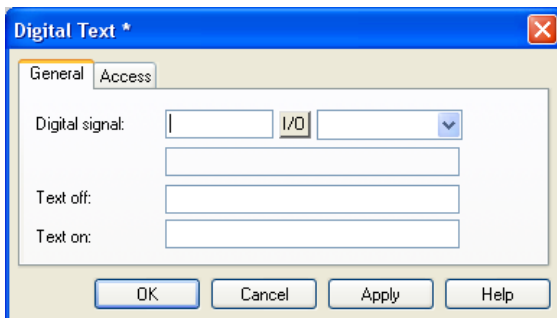 Digital Text *
General Access
Digital signal: I/O
Text off:
Text on:
OK Cancel Apply Help